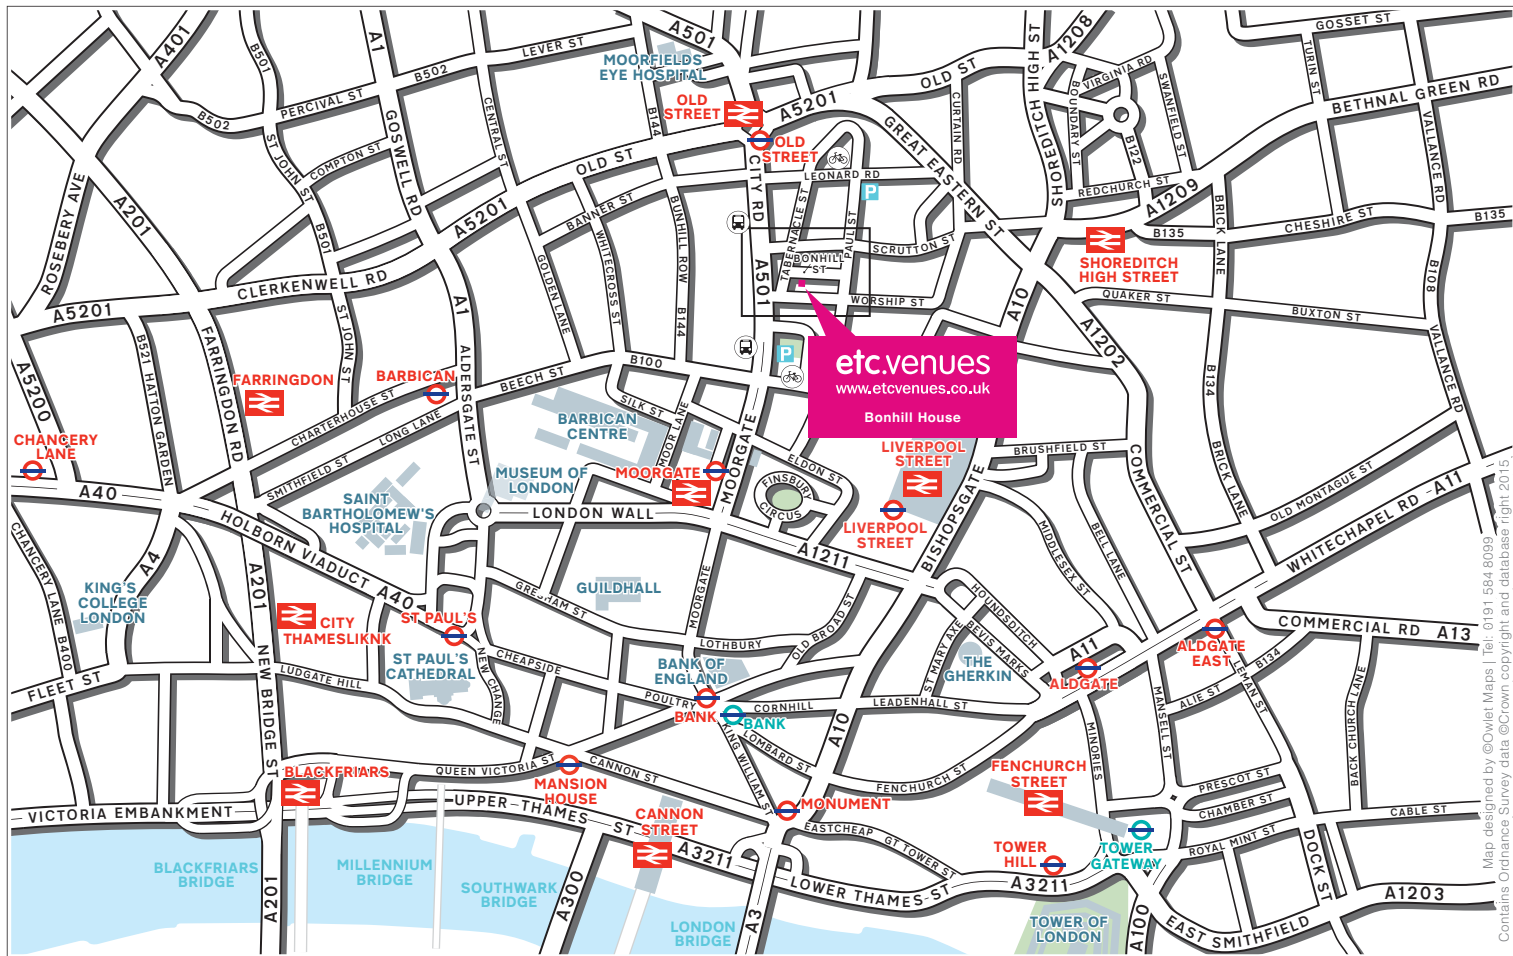 A401
B501
A1
B502
LEVER ST
A501
MOORFIELDS
EYE HOSPITAL
OLD ST
SHOREDITCH HIGH ST
A1208
GOSSET ST
TURIN ST
VIRGINIA RD
BOUNDARY ST
SWANFIELD ST
BETHNAL GREEN RD
B502
PERCIVAL ST
GOSWELL RD
CENTRAL ST
B144
OLD
STREET
A5201
OLD
STREET
CURTAIN RD
GREAT EASTERN ST
B122
VALLANCE RD
ST JOHN ST
COMPTON ST
OLD ST
CITY RD
LEONARD RD
P
REDCHURCH ST
A1209
ROSEBERY AVE
A201
B501
A5201
BANNER ST
BUNHILL ROW
WHITECROSS ST
TABERNACLE ST
PAUL ST
SCRUTTON ST
BONHILL
ST
B135
BRICK LANE
CHESHIRE ST
B135
SHOREDITCH
HIGH STREET
CLERKENWELL RD
A5201
A1
GOLDEN LANE
A501
WORSHIP ST
A10
QUAKER ST
BUXTON ST
B108
B521
HATTON GARDEN
FARRINGDON RD
ST JOHN ST
B144
A1202
VALLANCE RD
A5200
FARRINGDON
BARBICAN
ALDERSGATE ST
BEECH ST
B100
P
etc.venues
www.etcvenues.co.uk
Bonhill House
B134
CHARTERHOUSE ST
LONG LANE
SMITHFIELD ST
SILK ST
MOOR LANE
BARBICAN
CENTRE
MOORGATE
CHANCERY
LANE
A40
MUSEUM OF
LONDON
MOORGATE
ELDON ST
FINSBURY
CIRCUS
LIVERPOOL
STREET
LIVERPOOL
STREET
BRUSHFIELD ST
COMMERCIAL ST
BRICK LANE
OLD MONTAGUE ST
WHITECHAPEL RD
A11
SAINT
BARTHOLOMEW'S
HOSPITAL
LONDON WALL
A1211
BISHOPSGATE
MIDDLESEX ST
BELL LANE
HOLBORN VIADUCT
A40
A4
CHANCERY LANE
B400
KING'S
COLLEGE
LONDON
A201
CITY
THAMESLIKNK
ST PAUL'S
GRESHAM ST
GUILDHALL
MOORGATE
LOTHBURY
OLD BROAD ST
HOUNDSDITCH
BEVIS MARKS
ST MARY AXE
THE
GHERKIN
A11
ALDGATE
ALDGATE
EAST
COMMERCIAL RD
A13
FLEET ST
NEW BRIDGE ST
LUDGATE HILL
ST PAUL'S
CATHEDRAL
NEW CHANGE
CHEAPSIDE
BANK OF
ENGLAND
POULTRY
BANK
BANK
CORNHILL
LEADENHALL ST
MINORIES
MANSELL ST
ALIE ST
LEMAN ST
B134
BACK CHURCH LANE
BLACKFRIARS
QUEEN VICTORIA ST
CANNON ST
MANSION
HOUSE
KING WILLIAM ST
LOMBARD ST
A10
FENCHURCH ST
FENCHURCH
STREET
PRESCOT ST
CHAMBER ST
ROYAL MINT ST
CABLE ST
VICTORIA EMBANKMENT
UPPER THAMES ST
CANNON
STREET
MONUMENT
EASTCHEAP
GT TOWER ST
TOWER
HILL
TOWER
GATEWAY
DOCK ST
BLACKFRIARS
BRIDGE
MILLENNIUM
BRIDGE
SOUTHWARK
BRIDGE
A3211
LOWER THAMES ST
A3211
A1203
A201
A300
LONDON
BRIDGE
A3
TOWER OF
LONDON
A100
EAST SMITHFIELD
Map designed by ©Owlet Maps | Tel: 0191 584 8099
Contains Ordnance Survey data ©Crown copyright and database right 2015